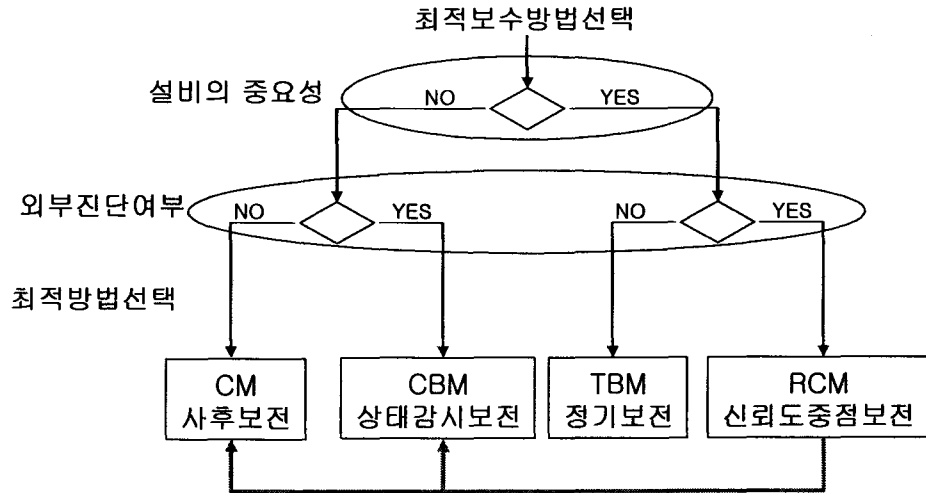 최적보수방법선택
설비의 중요성
NO
YES
외부진단여부
NO
YES
NO
YES
최적방법선택
CM
사후보전
CBM
상태감시보전
TBM
정기보전
RCM
신뢰도중점보전